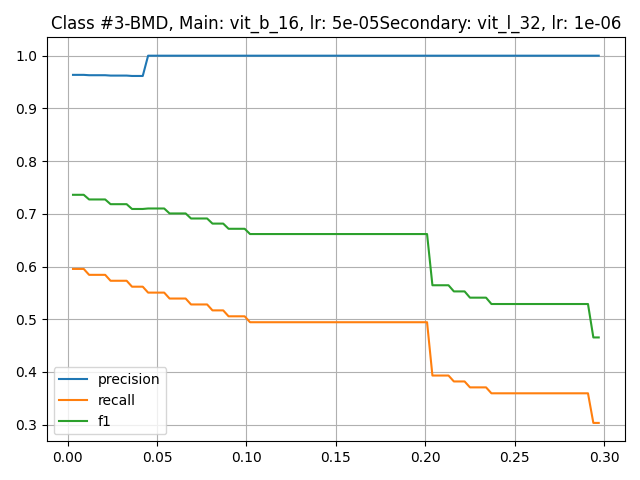 Class #3-BMD, Main: vit_b_16, lr: 5e-05Secondary: vit_l_32, lr: 1e-06
1.0
0.9
0.8
0.7
0.6
0.5
0.4
0.3
precision
recall
f1
0.00 0.05 0.10 0.15 0.20 0.25 0.30